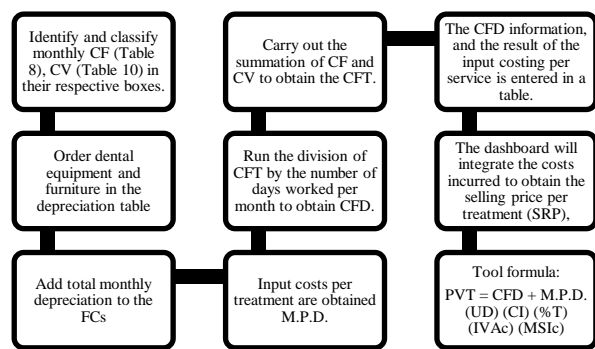 Identify and classify
monthly CF (Table
8), CV (Table 10) in
their respective boxes.
Order dental
equipment and
furniture in the
depreciation table
Add total monthly
depreciation to the
FCs
Input costs per
treatment are obtained
M.P.D.
Run the division of
CFT by the number of
days worked per
month to obtain CFD.
Carry out the
summation of CF and
CV to obtain the CFT.
The CFD information,
and the result of the
input costing per
service is entered in a
table.
The dashboard will
integrate the costs
incurred to obtain the
selling price per
treatment (SRP),
Tool formula:
PVT = CFD + M.P.D.
(UD) (CI) (%T)
(IVAc) (MSIc)